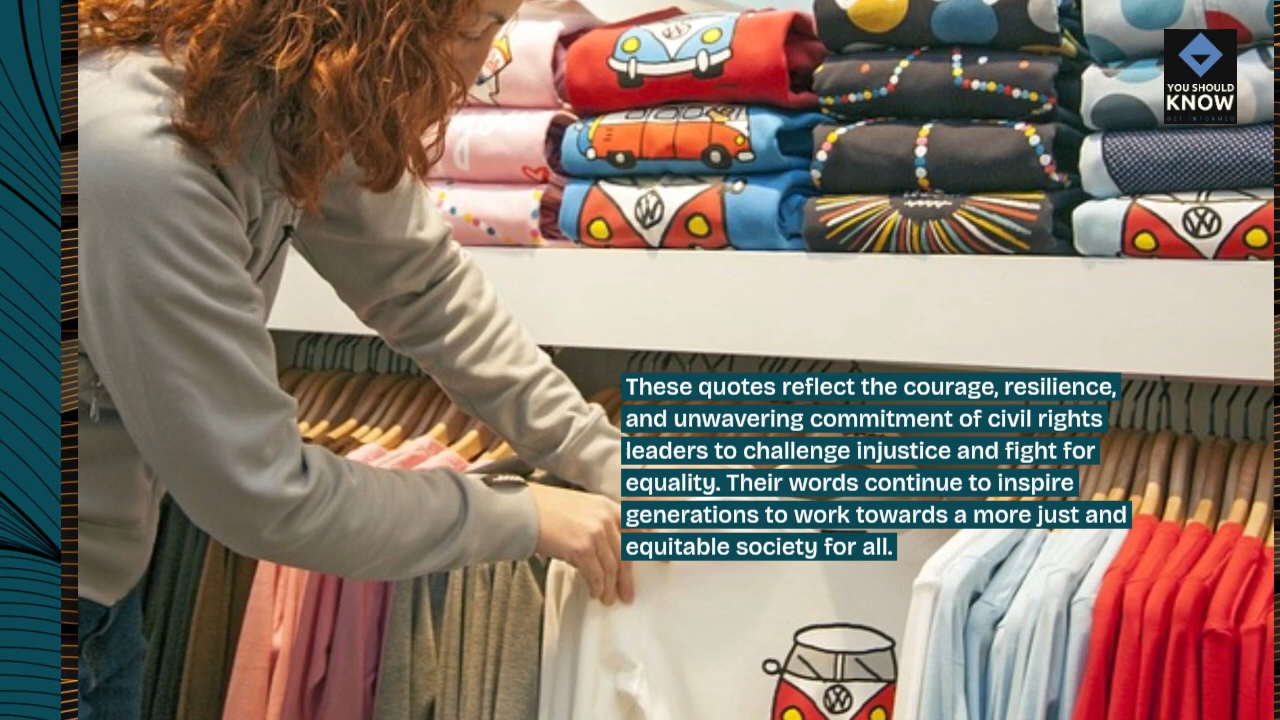 YOU SHOULD
KNOW
GET INFORMED
These quotes reflect the courage, resilience,
and unwavering commitment of civil rights
leaders to challenge injustice and fight for
equality. Their words continue to inspire
generations to work towards a more just and
equitable society for all.